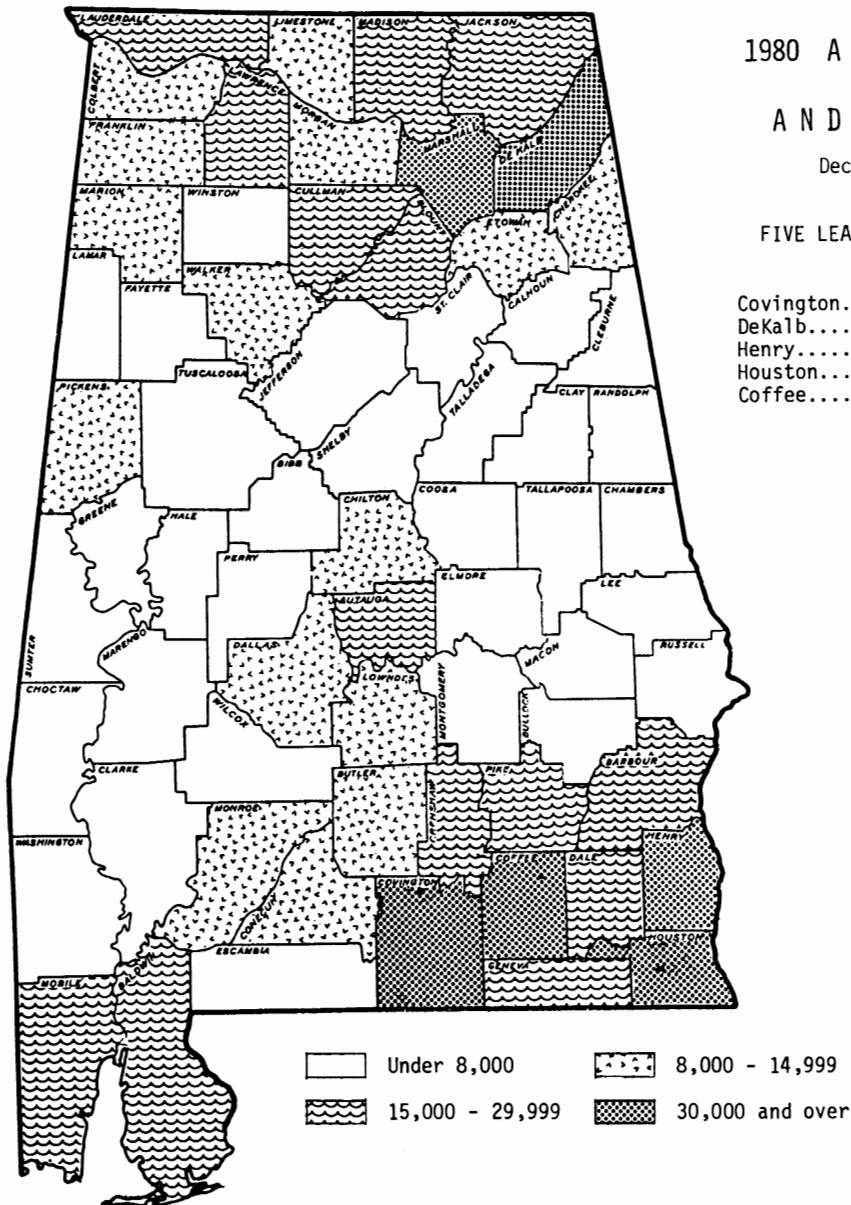 1980 A
AND
Dec
FIVE LEA
Covington.
DeKalb....
Henry.....
Houston...
Coffee....
LAUDERDALE
LIMESTONE
MADISON
JACKSON
COLBER
LAWRENCE
MORGAN
FRANKLIN
MARSHALL
DE KALB
MARION
WINSTON
CULLMAN
CHEROKEE
ETOWAH
LAMAR
WALKER
FAYETTE
ST. CLAIR
CALHOUN
CLEBURNE
TUSCALOOSA
JEFFERSON
PICKENS
TALLADEGA
CLAY
RANDOLPH
SHELBY
BIBB
CHILTON
COOSA
TALLAPOOSA
CHAMBERS
GREENE
HALE
PERRY
ELMORE
LEE
AUTAUGA
SUMTER
MARENGO
DALLAS
MACON
RUSSELL
LOWNDES
MONTGOMERY
BULLOCK
CHOCTAW
WILCOX
CLARKE
BUTLER
CRENSHAW
PIKE
BARBOUR
MONROE
WASHINGTON
HENRY
COFFEE
DALE
COVINGTON
CONECUH
HOUSTON
ESCAMBIA
GENEVA
MOBILE
BALDWIN
Under 8,000
8,000 - 14,999
15,000 - 29,999
30,000 and over